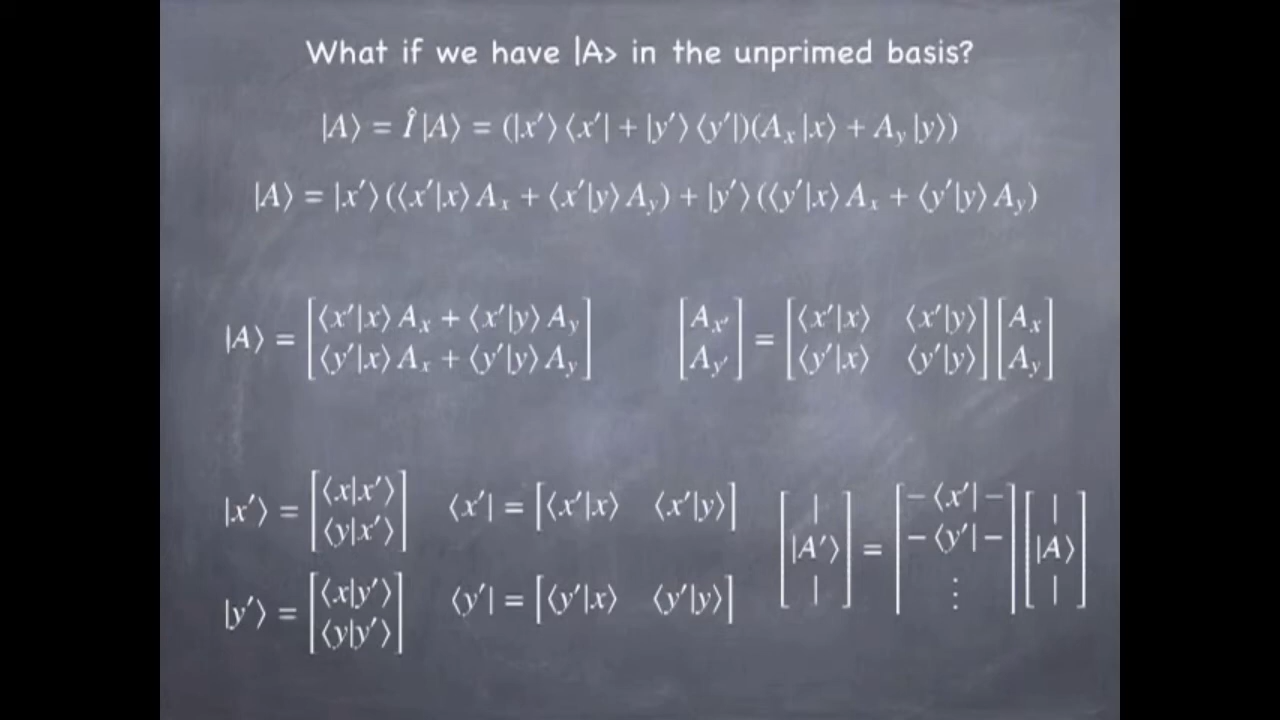 What if we have |A> in the unprimed basis?
|A⟩ = Î |A⟩ = (|x′⟩ ⟨x′| + |y′⟩ ⟨y′|)(A_x |x⟩ + A_y |y⟩)
|A⟩ = |x′⟩ (⟨x′|x⟩ A_x + ⟨x′|y⟩ A_y) + |y′⟩ (⟨y′|x⟩ A_x + ⟨y′|y⟩ A_y)
|A⟩ = [⟨x′|x⟩ A_x + ⟨x′|y⟩ A_y
⟨y′|x⟩ A_x + ⟨y′|y⟩ A_y]
[A_x′
A_y′] = [⟨x′|x⟩ ⟨x′|y⟩
⟨y′|x⟩ ⟨y′|y⟩] [A_x
A_y]
|x′⟩ = [⟨x|x′⟩
⟨y|x′⟩]
⟨x′| = [⟨x′|x⟩ ⟨x′|y⟩]
|y′⟩ = [⟨x|y′⟩
⟨y|y′⟩]
⟨y′| = [⟨y′|x⟩ ⟨y′|y⟩]
[|
|A′⟩
|] = [− ⟨x′| −
− ⟨y′| −
⋮] [|
|A⟩
|]